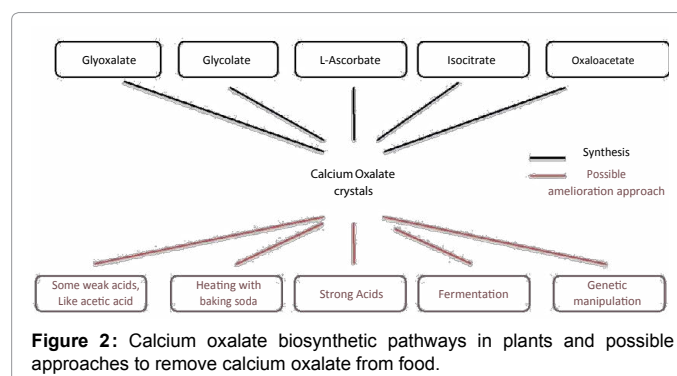 Glyoxalate Glycolate L-Ascorbate Isocitrate Oxaloacetate
Synthesis
Calcium Oxalate
crystals
Possible
amelioration approach
Some weak acids,
Like acetic acid
Heating with
baking soda
Strong Acids
Fermentation
Genetic
manipulation
Figure 2: Calcium oxalate biosynthetic pathways in plants and possible
approaches to remove calcium oxalate from food.